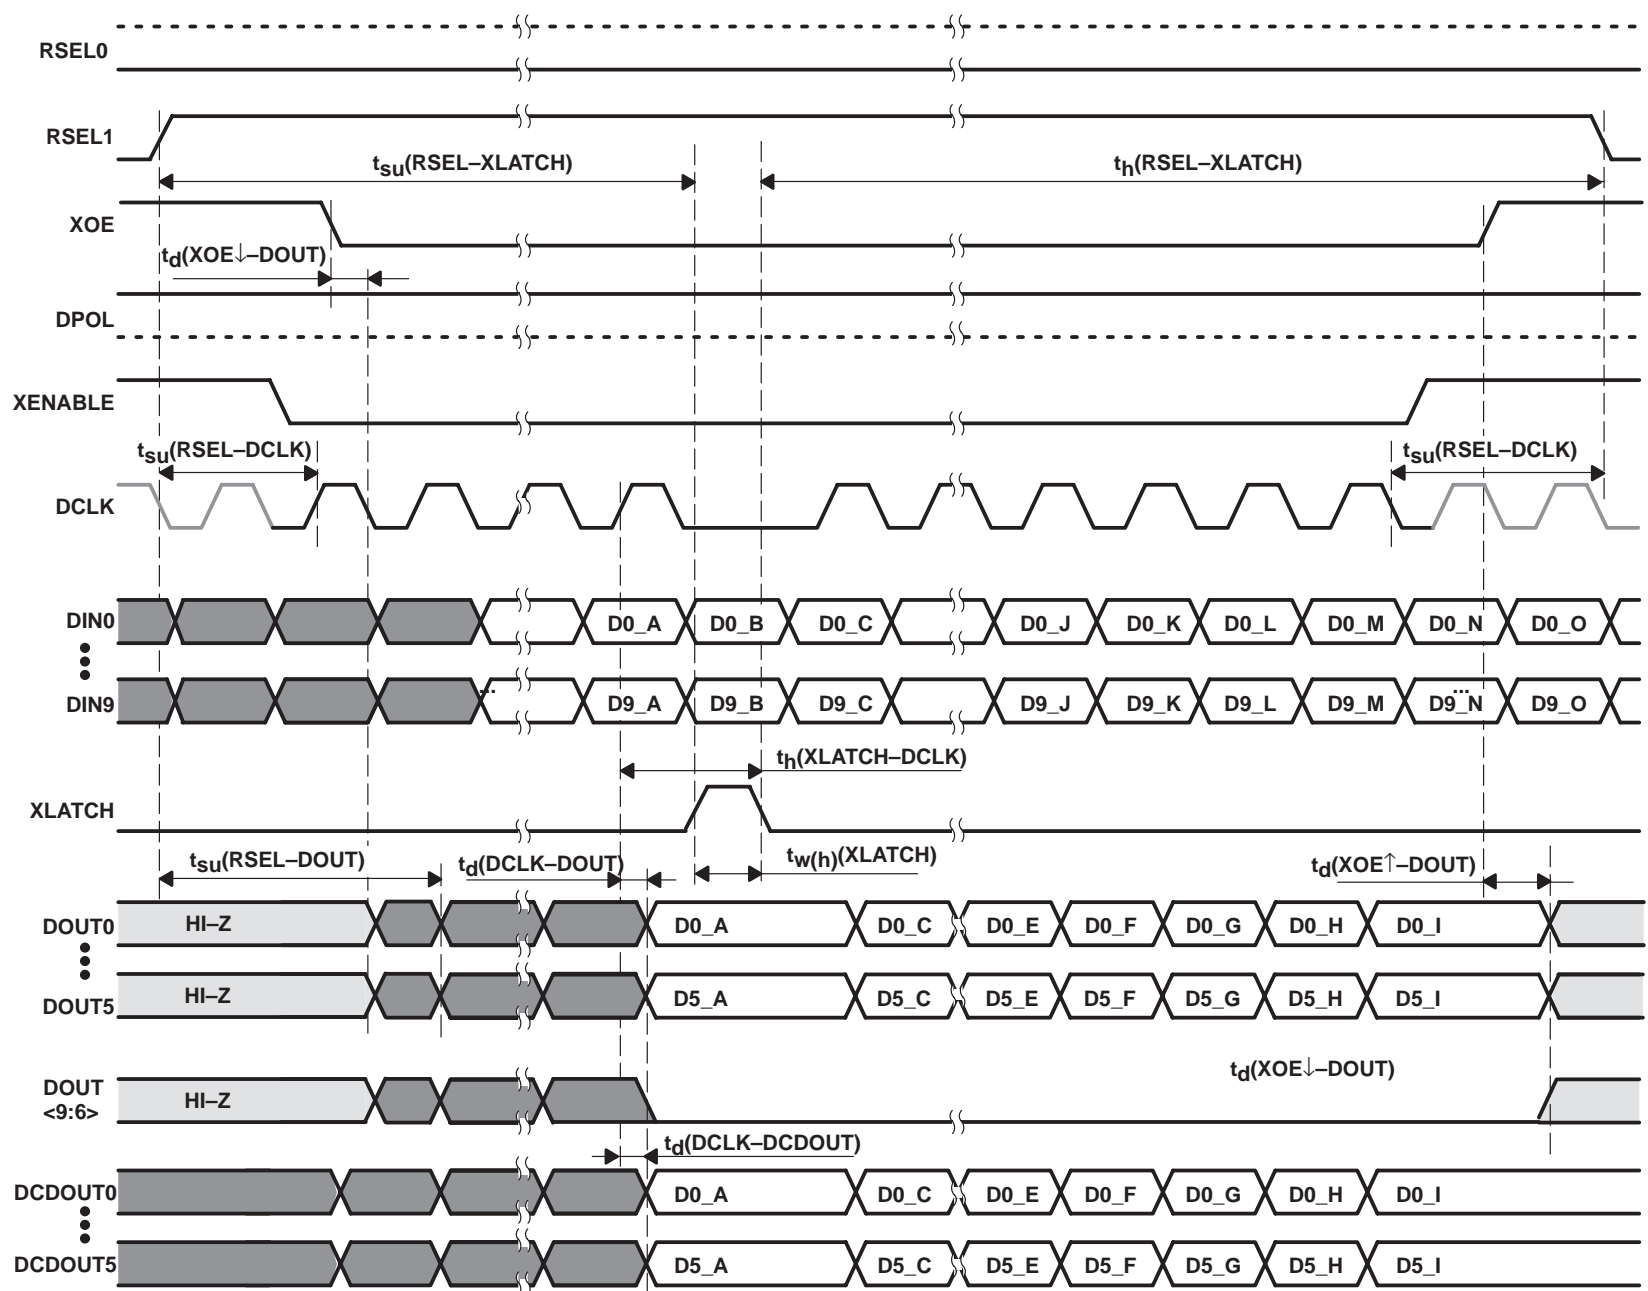 RSEL0
RSEL1
tsu(RSEL–XLATCH)
th(RSEL–XLATCH)
XOE
td(XOE↓–DOUT)
DPOL
XENABLE
tsu(RSEL–DCLK)
tsu(RSEL–DCLK)
DCLK
DIN0
D0_A
D0_B
D0_C
D0_J
D0_K
D0_L
D0_M
D0_N
D0_O
DIN9
...
D9_A
D9_B
D9_C
D9_J
D9_K
D9_L
D9_M
...
D9_N
D9_O
th(XLATCH–DCLK)
XLATCH
tsu(RSEL–DOUT)
td(DCLK–DOUT)
tw(h)(XLATCH)
td(XOE↑–DOUT)
DOUT0
HI–Z
D0_A
D0_C
D0_E
D0_F
D0_G
D0_H
D0_I
DOUT5
HI–Z
D5_A
D5_C
D5_E
D5_F
D5_G
D5_H
D5_I
td(XOE↓–DOUT)
DOUT
<9:6>
HI–Z
td(DCLK–DCDOUT)
DCDOUT0
D0_A
D0_C
D0_E
D0_F
D0_G
D0_H
D0_I
DCDOUT5
D5_A
D5_C
D5_E
D5_F
D5_G
D5_H
D5_I